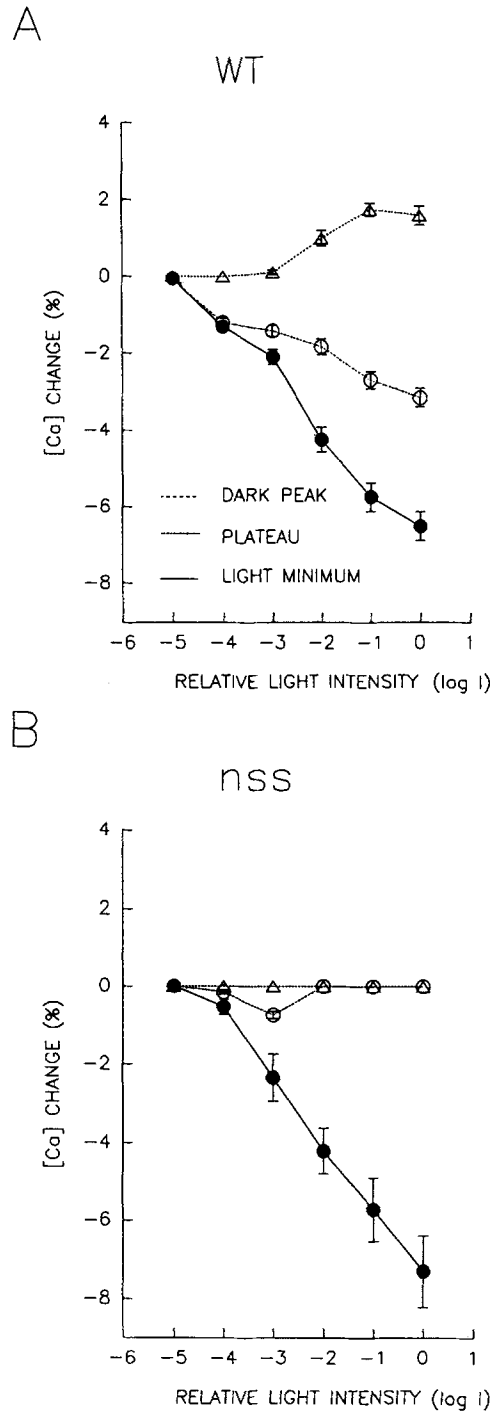 A
WT
4
2
0
-2
-4
-6
-8
[Ca] CHANGE (%)
DARK PEAK
PLATEAU
LIGHT MINIMUM
-6 -5 -4 -3 -2 -1 0 1
RELATIVE LIGHT INTENSITY (log I)
B
nss
4
2
0
-2
-4
-6
-8
[Ca] CHANGE (%)
-6 -5 -4 -3 -2 -1 0 1
RELATIVE LIGHT INTENSITY (log I)